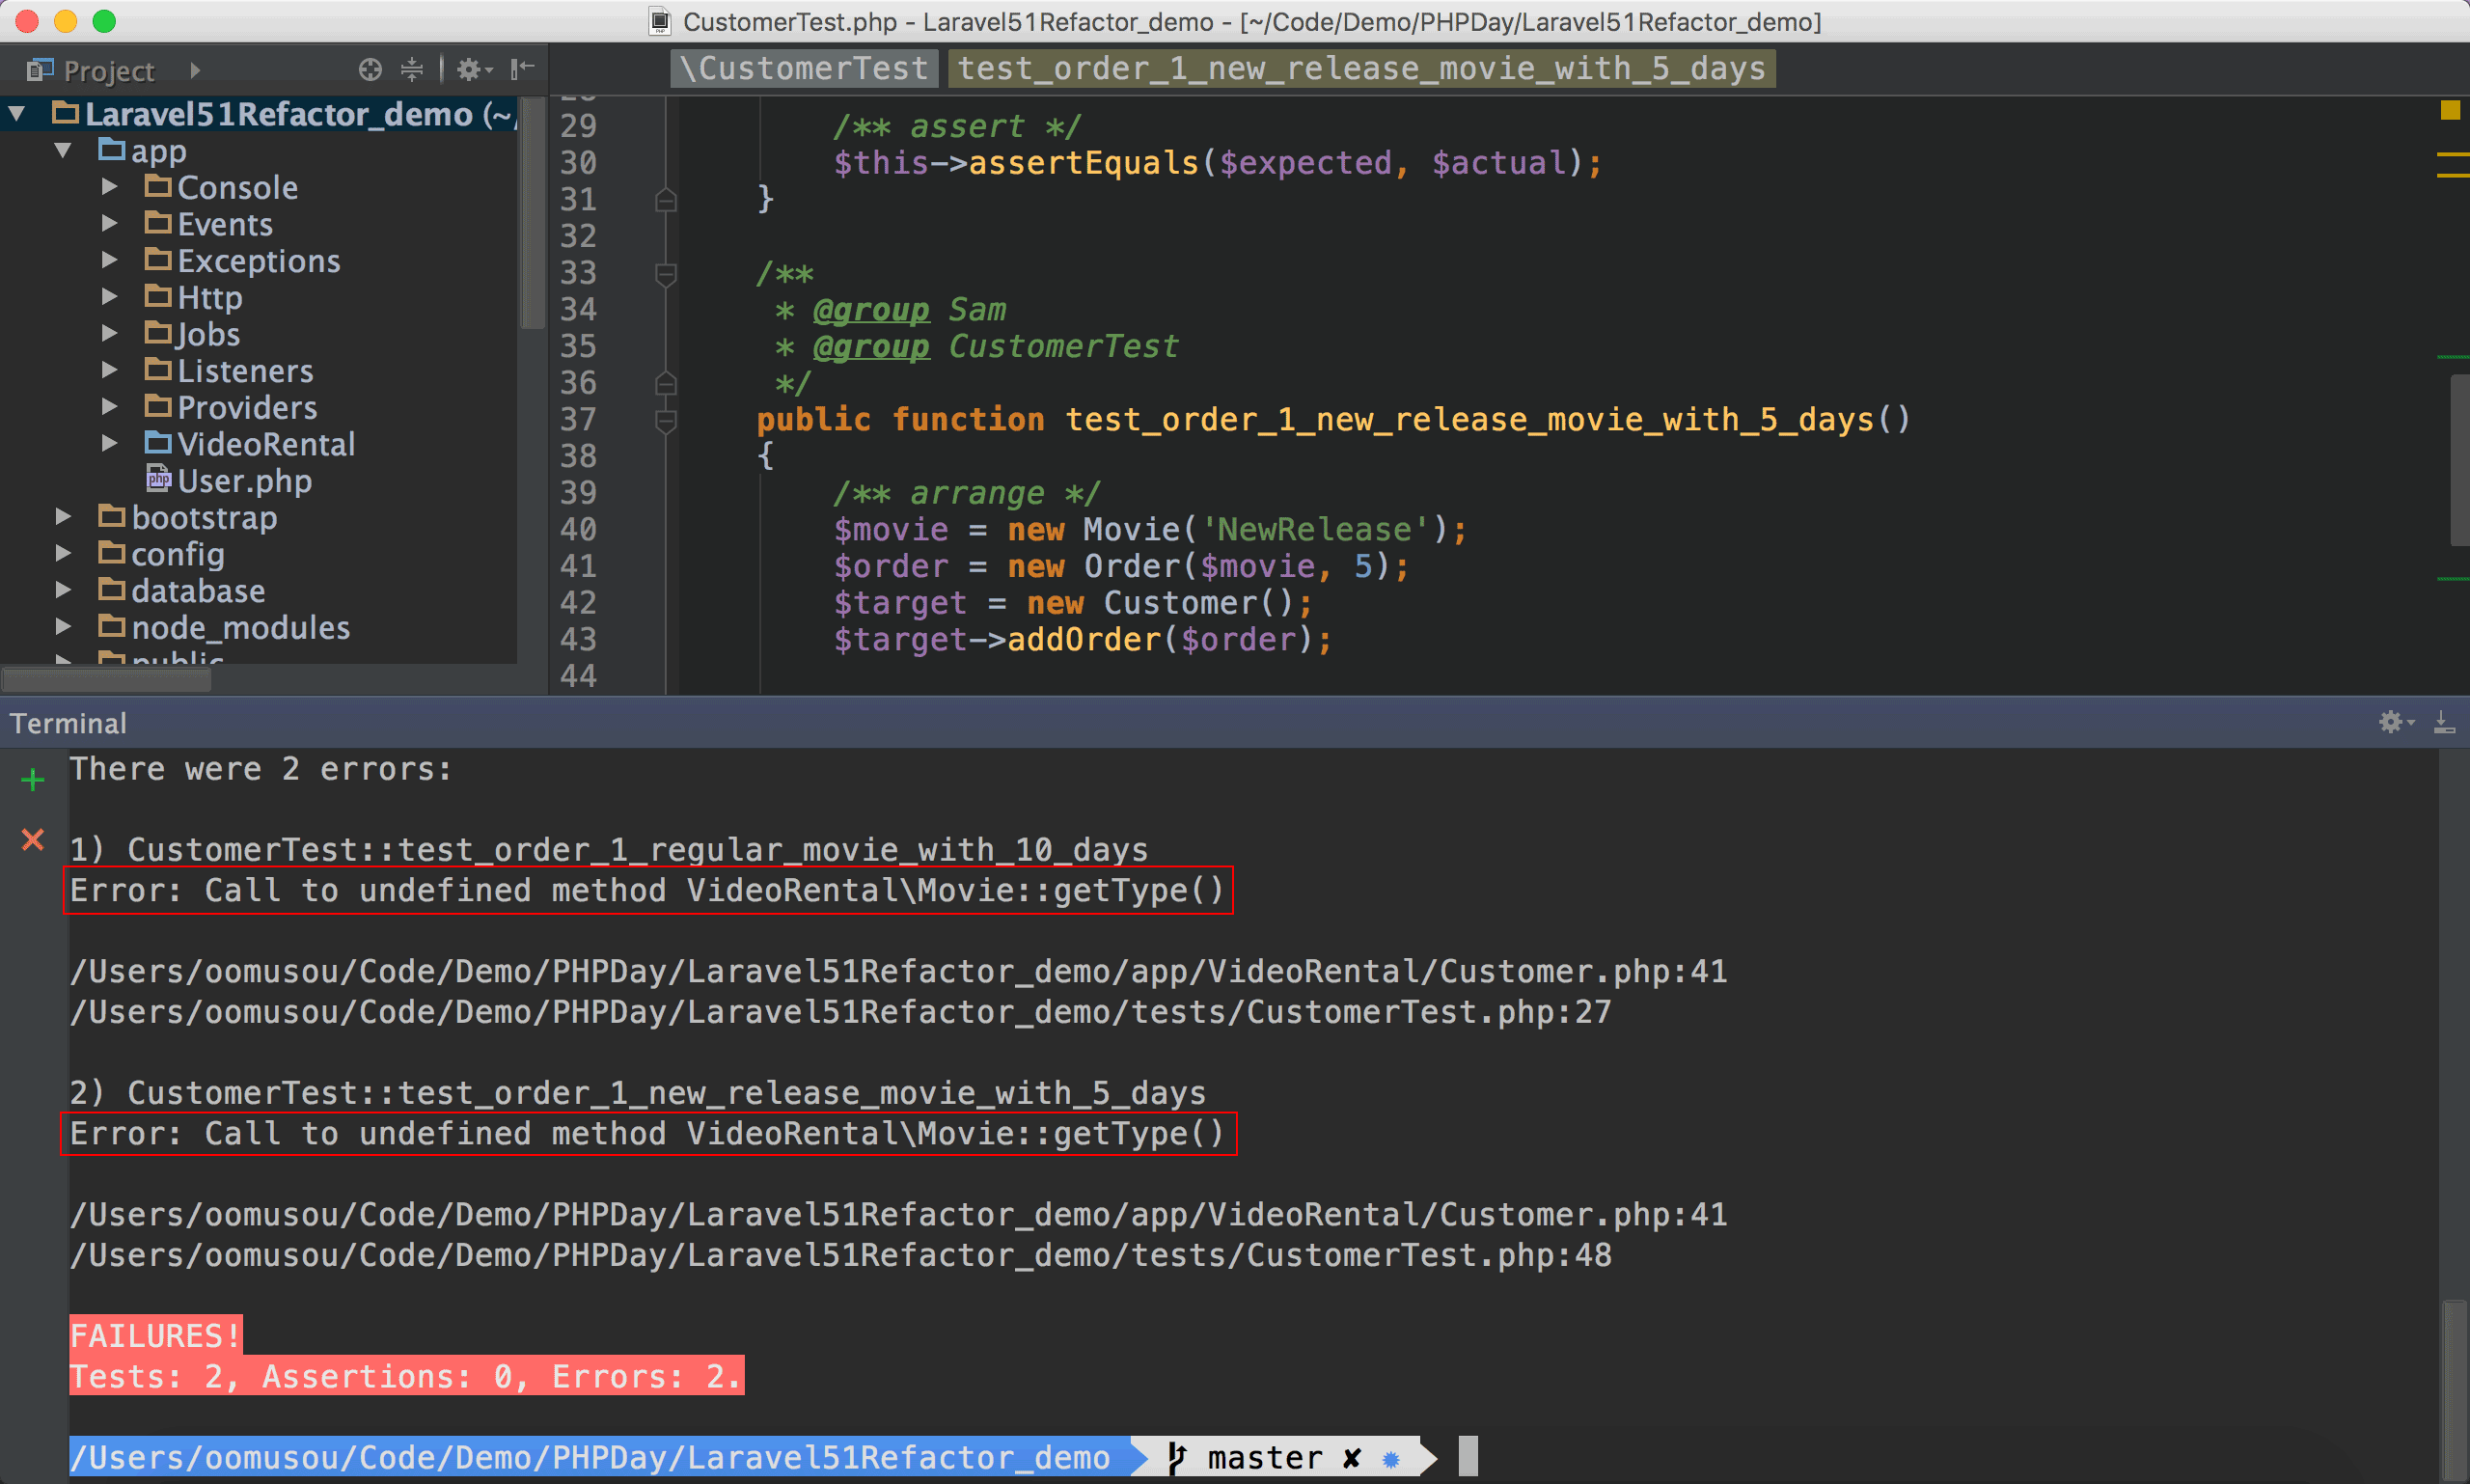 CustomerTest.php - Laravel51Refactor_demo - [~/Code/Demo/PHPDay/Laravel51Refactor_demo]
Project
\CustomerTest test_order_1_new_release_movie_with_5_days
Laravel51Refactor_demo (~/
app
Console
Events
Exceptions
Http
Jobs
Listeners
Providers
VideoRental
php User.php
bootstrap
config
database
node_modules
public
28
29 /** assert */
30 $this->assertEquals($expected, $actual);
31 }
32
33 /**
34 * @group Sam
35 * @group CustomerTest
36 */
37 public function test_order_1_new_release_movie_with_5_days()
38 {
39 /** arrange */
40 $movie = new Movie('NewRelease');
41 $order = new Order($movie, 5);
42 $target = new Customer();
43 $target->addOrder($order);
44
Terminal
There were 2 errors:
1) CustomerTest::test_order_1_regular_movie_with_10_days
Error: Call to undefined method VideoRental\Movie::getType()
/Users/oomusou/Code/Demo/PHPDay/Laravel51Refactor_demo/app/VideoRental/Customer.php:41
/Users/oomusou/Code/Demo/PHPDay/Laravel51Refactor_demo/tests/CustomerTest.php:27
2) CustomerTest::test_order_1_new_release_movie_with_5_days
Error: Call to undefined method VideoRental\Movie::getType()
/Users/oomusou/Code/Demo/PHPDay/Laravel51Refactor_demo/app/VideoRental/Customer.php:41
/Users/oomusou/Code/Demo/PHPDay/Laravel51Refactor_demo/tests/CustomerTest.php:48
FAILURES!
Tests: 2, Assertions: 0, Errors: 2.
/Users/oomusou/Code/Demo/PHPDay/Laravel51Refactor_demo master ✘ ✹